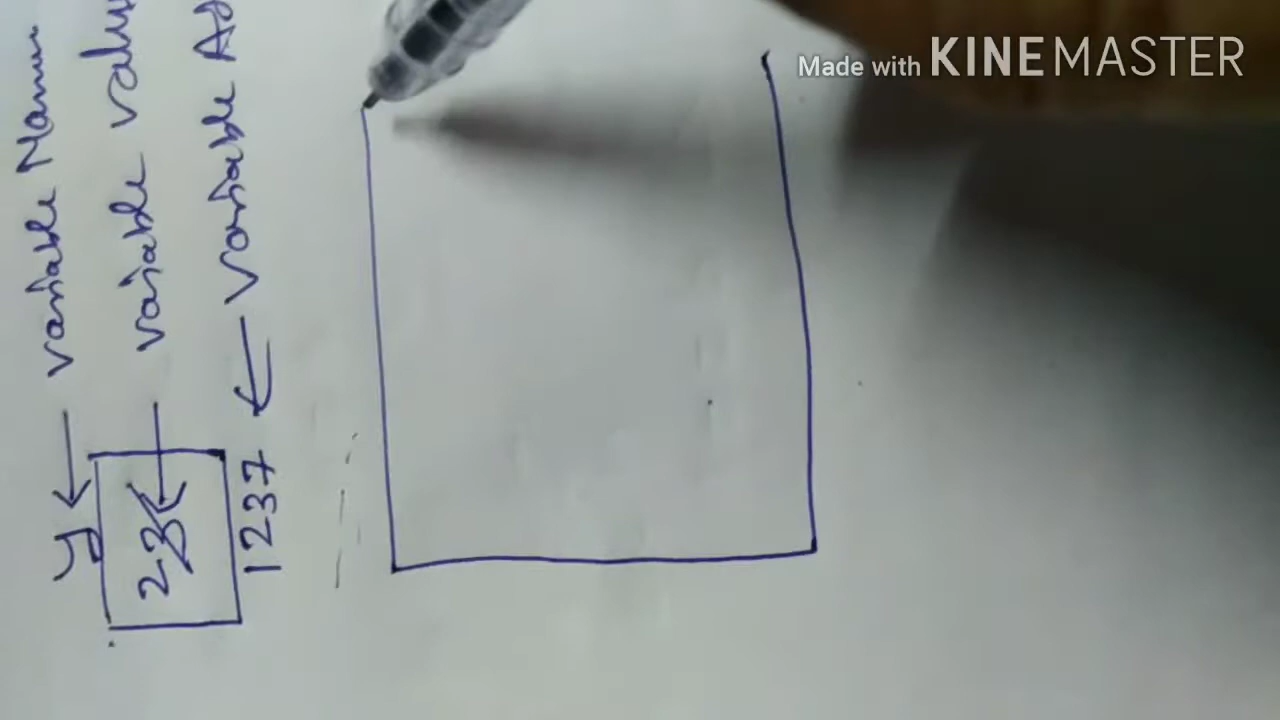 Made with KINEMASTER
y ← variable Name
23 ← variable value
1237 ← variable Ad